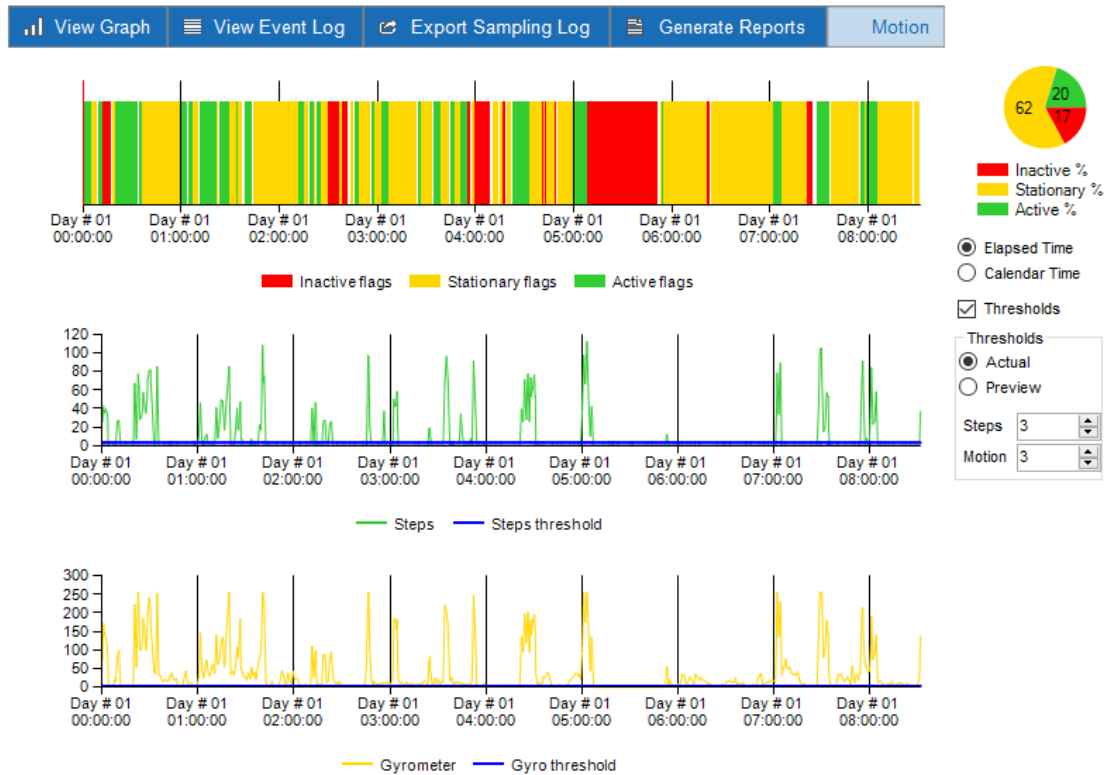 View Graph View Event Log Export Sampling Log Generate Reports Motion
62 20 17
Inactive %
Stationary %
Active %
Day # 01 Day # 01 Day # 01 Day # 01 Day # 01 Day # 01 Day # 01 Day # 01 Day # 01
00:00:00 01:00:00 02:00:00 03:00:00 04:00:00 05:00:00 06:00:00 07:00:00 08:00:00
Elapsed Time
Calendar Time
Inactive flags Stationary flags Active flags
Thresholds
Thresholds
Actual
Preview
Steps 3
Motion 3
120
100
80
60
40
20
0
Day # 01 Day # 01 Day # 01 Day # 01 Day # 01 Day # 01 Day # 01 Day # 01 Day # 01
00:00:00 01:00:00 02:00:00 03:00:00 04:00:00 05:00:00 06:00:00 07:00:00 08:00:00
Steps Steps threshold
300
250
200
150
100
50
0
Day # 01 Day # 01 Day # 01 Day # 01 Day # 01 Day # 01 Day # 01 Day # 01 Day # 01
00:00:00 01:00:00 02:00:00 03:00:00 04:00:00 05:00:00 06:00:00 07:00:00 08:00:00
Gyrometer Gyro threshold